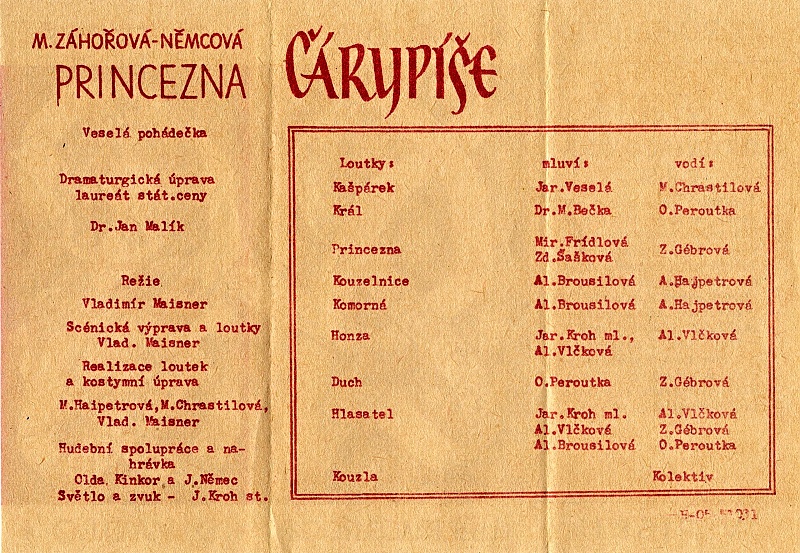 M. ZÁHOŘOVÁ-NĚMCOVÁ
PRINCEZNA ČÁRYPÍŠE
Veselá pohádečka
Dramaturgická úprava
laureát stát.ceny
Dr.Jan Malík
Režie
Vladimír Maisner
Scénická výprava a loutky
Vlad. Maisner
Realizace loutek
a kostymní úprava
M.Haipetrová,M.Chrastilová,
Vlad. Maisner
Hudební spolupráce a na-
hrávka
Olda Kinkor a J.Němec
Světlo a zvuk - J.Kroh st.
Loutky: mluví: vodí:
Kašpárek Jar.Veselá M.Chrastilová
Král Dr.M.Bečka O.Peroutka
Princezna Mir.Frídlová Z.Gébrová
Zd.Šašková
Kouzelnice Al.Brousilová A.Hajpetrová
Komorná Al.Brousilová A.Hajpetrová
Honza Jar.Kroh ml., Al.Vlčková
Al.Vlčková
Duch O.Peroutka Z.Gébrová
Hlasatel Jar.Kroh ml. Al.Vlčková
Al.Vlčková Z.Gébrová
Al.Brousilová O.Peroutka
Kouzla Kolektiv